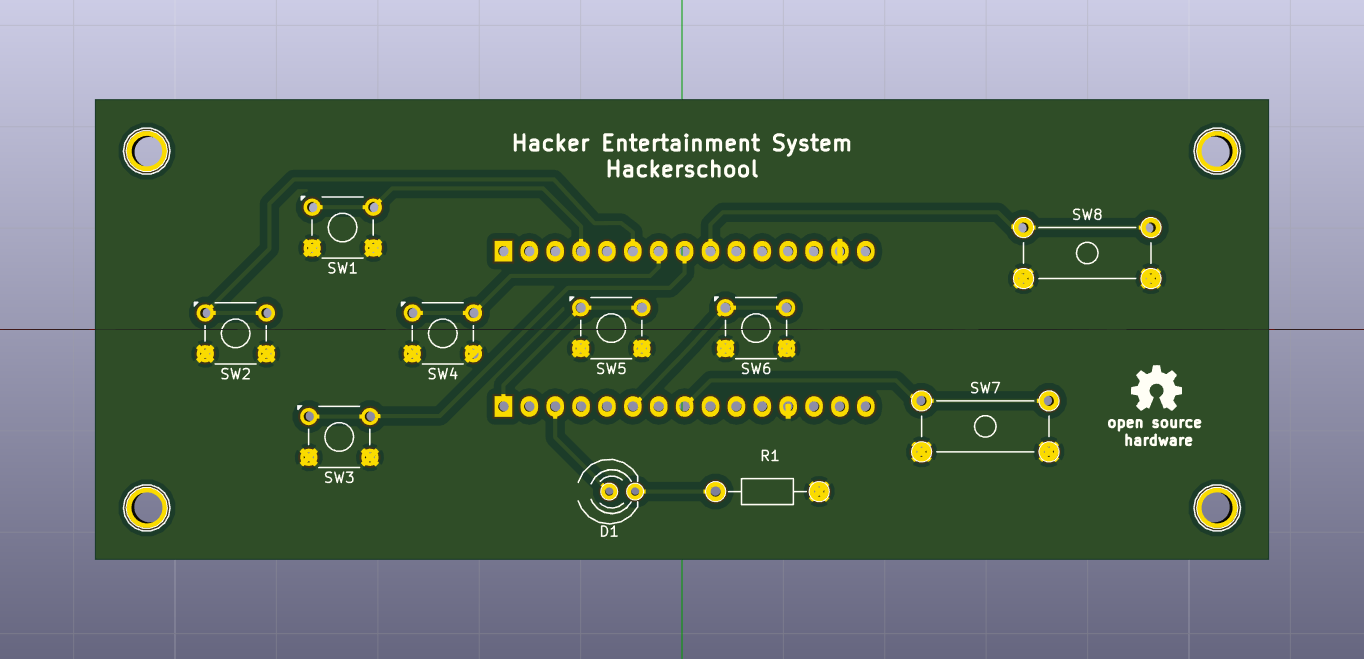 Hacker Entertainment System
Hackerschool
SW8
SW1
SW5
SW6
SW2
SW4
SW7
open source
hardware
R1
SW3
D1